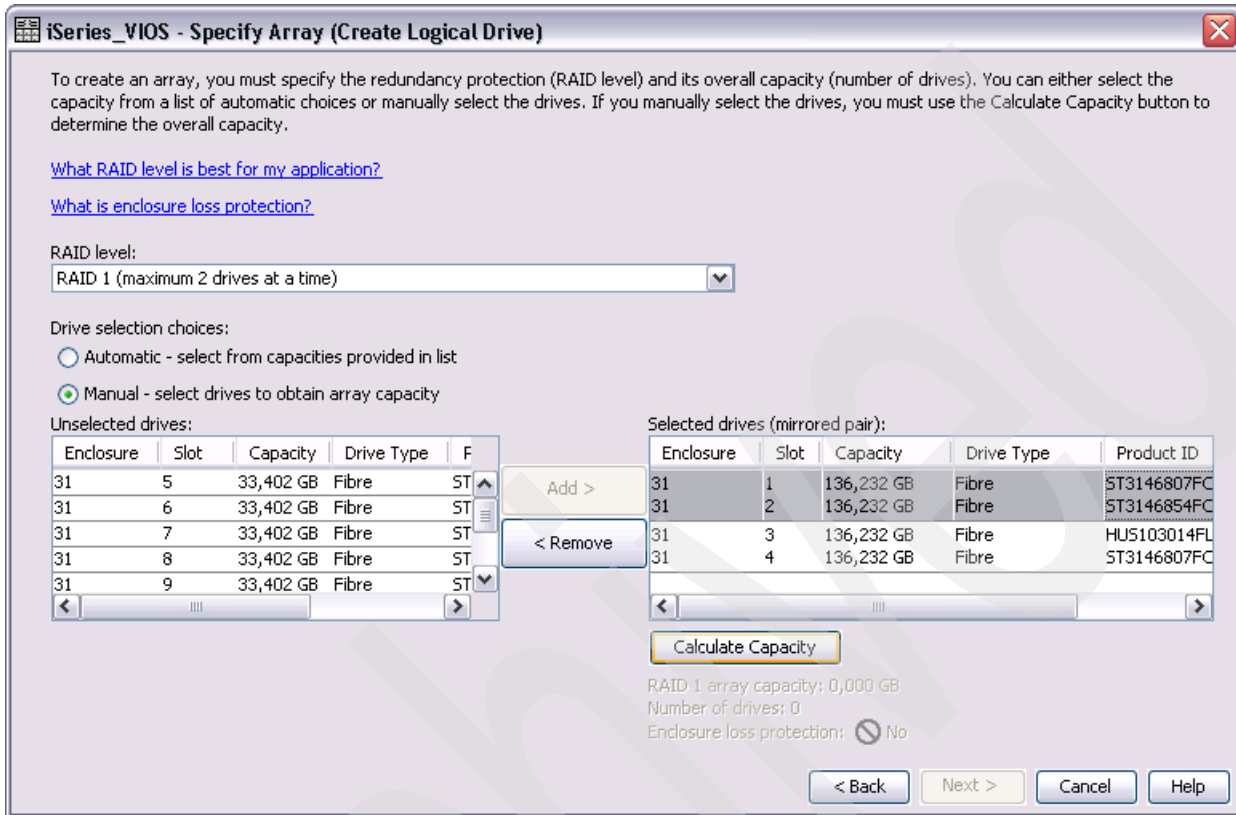 iSeries_VIOS - Specify Array (Create Logical Drive)
To create an array, you must specify the redundancy protection (RAID level) and its overall capacity (number of drives). You can either select the
capacity from a list of automatic choices or manually select the drives. If you manually select the drives, you must use the Calculate Capacity button to
determine the overall capacity.
What RAID level is best for my application?
What is enclosure loss protection?
RAID level:
RAID 1 (maximum 2 drives at a time)
Drive selection choices:
Automatic - select from capacities provided in list
Manual - select drives to obtain array capacity
Unselected drives:
Enclosure Slot Capacity Drive Type F
31 5 33,402 GB Fibre ST
31 6 33,402 GB Fibre ST
31 7 33,402 GB Fibre ST
31 8 33,402 GB Fibre ST
31 9 33,402 GB Fibre ST
Add >
< Remove
Selected drives (mirrored pair):
Enclosure Slot Capacity Drive Type Product ID
31 1 136,232 GB Fibre ST3146807FC
31 2 136,232 GB Fibre ST3146854FC
31 3 136,232 GB Fibre HUS103014FL
31 4 136,232 GB Fibre ST3146807FC
Calculate Capacity
RAID 1 array capacity: 0,000 GB
Number of drives: 0
Enclosure loss protection: No
< Back Next > Cancel Help